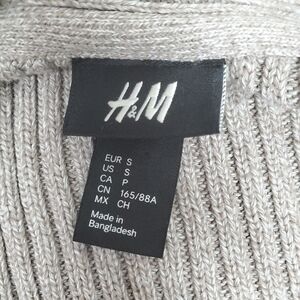 H&M
EUR S
US S
CA P
CN 165/88A
MX CH
Made in
Bangladesh